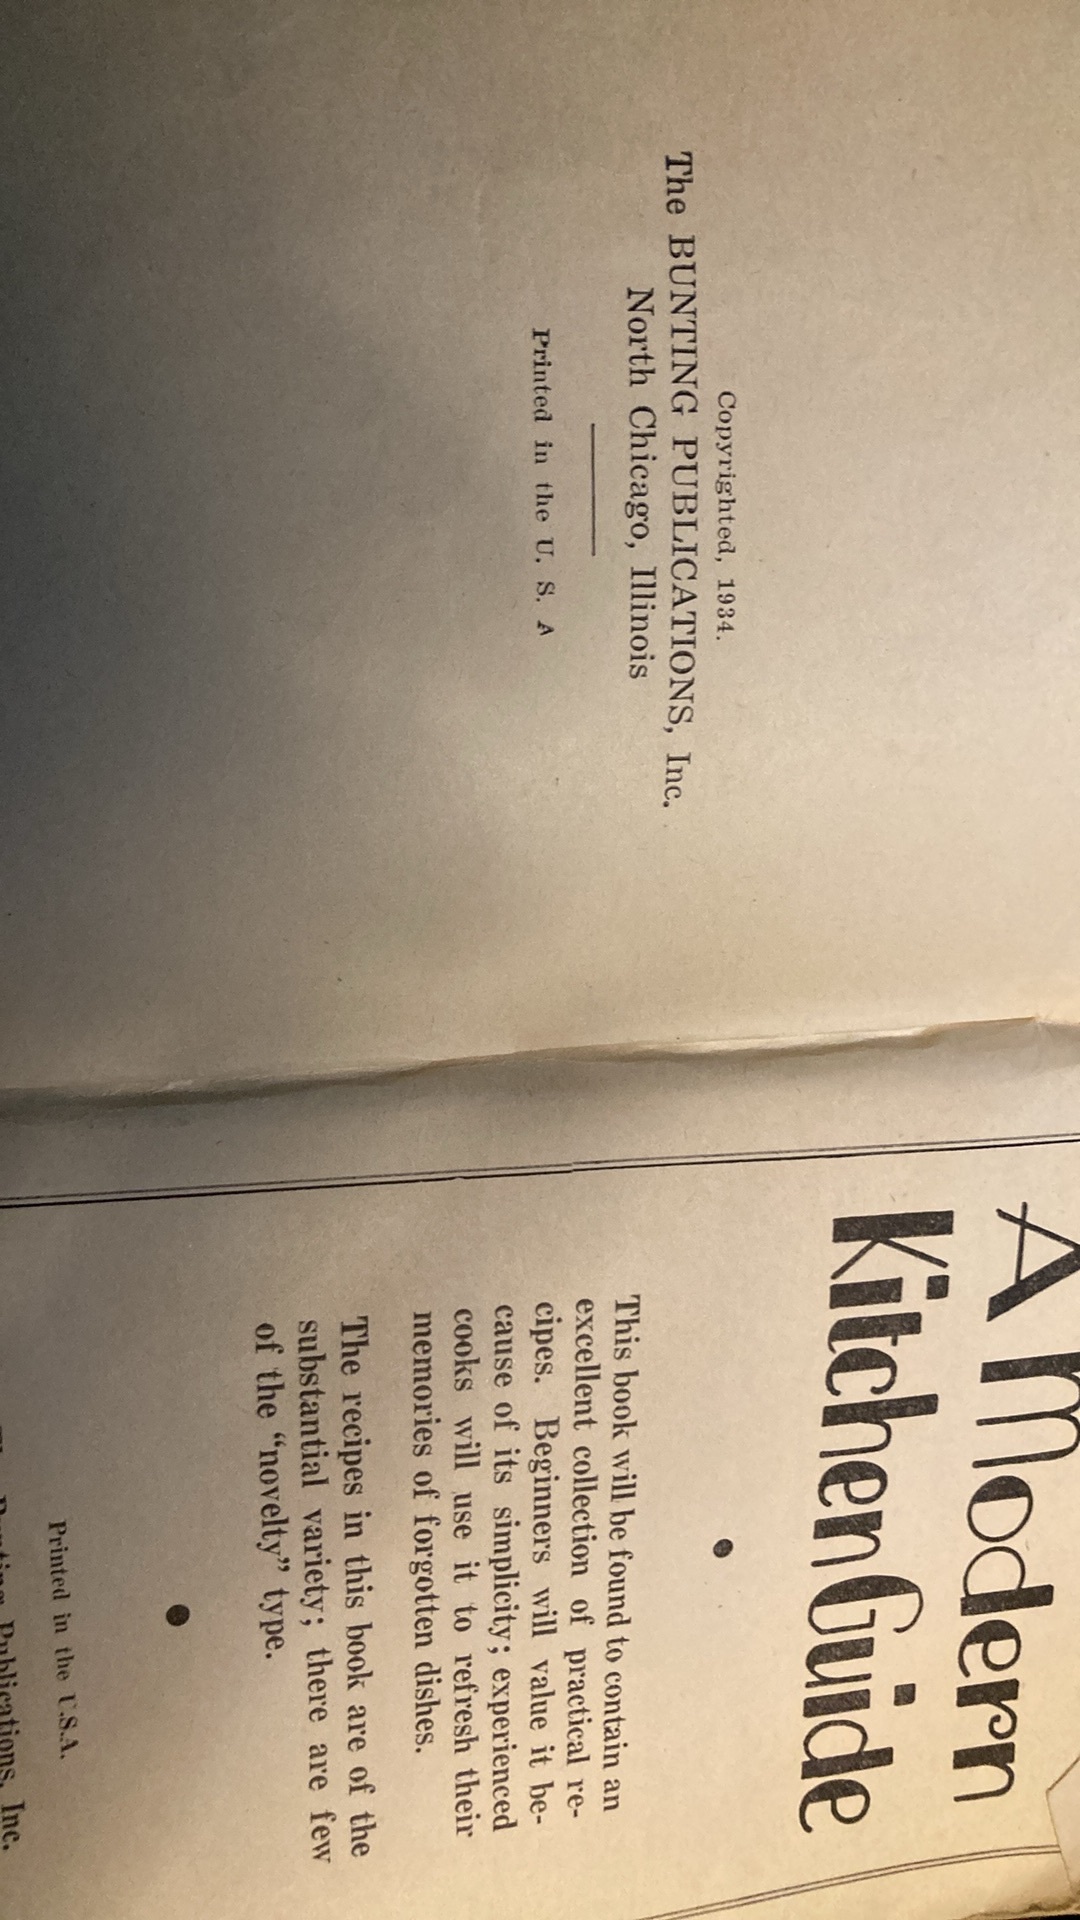 Copyrighted, 1934.
The BUNTING PUBLICATIONS, Inc.
North Chicago, Illinois
Printed in the U. S. A
A Modern
Kitchen Guide
This book will be found to contain an
excellent collection of practical re-
cipes. Beginners will value it be-
cause of its simplicity; experienced
cooks will use it to refresh their
memories of forgotten dishes.
The recipes in this book are of the
substantial variety; there are few
of the “novelty” type.
Printed in the U.S.A.
Publications, Inc.